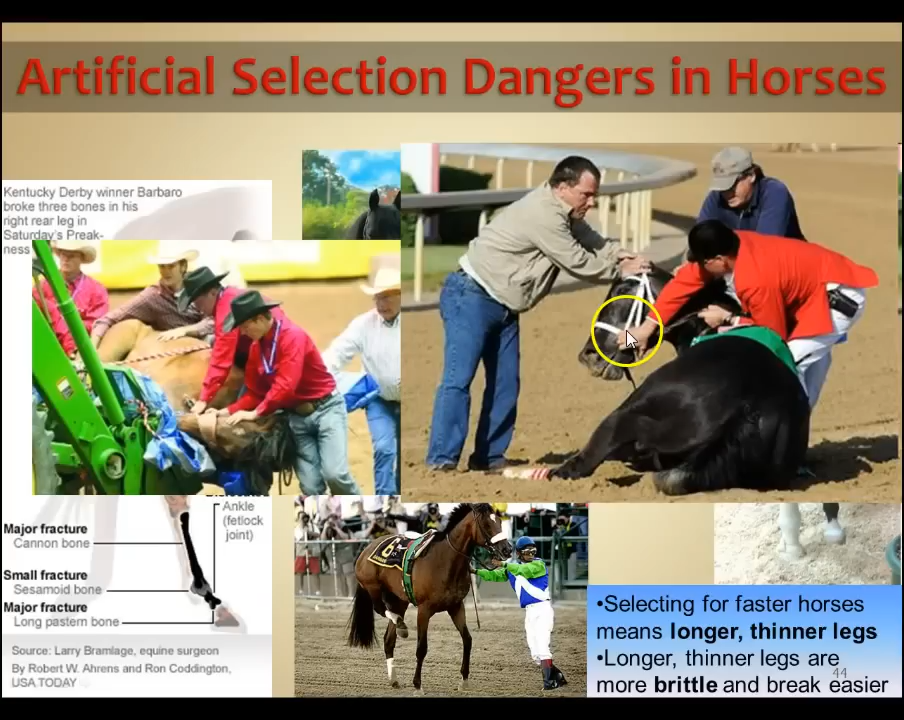 Artificial Selection Dangers in Horses
Kentucky Derby winner Barbaro
broke three bones in his
right rear leg in
Saturday's Preak-
ness
Ankle
(fetlock
joint)
Major fracture
Cannon bone
Small fracture
Sesamoid bone
Major fracture
Long pastern bone
Source: Larry Bramlage, equine surgeon
By Robert W. Ahrens and Ron Coddington,
USA TODAY
6
•Selecting for faster horses
means longer, thinner legs
•Longer, thinner legs are
more brittle and break easier
44